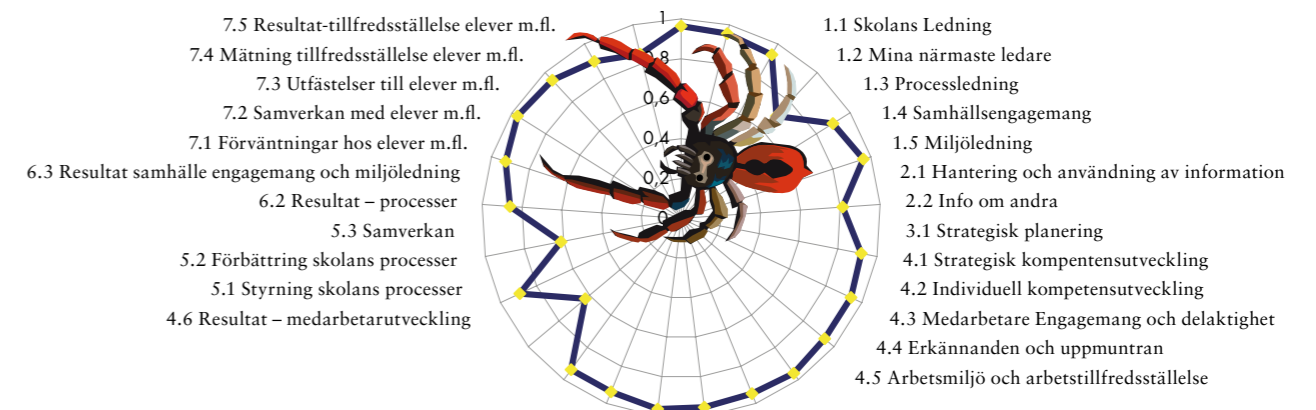 7.5 Resultat-tillfredsställelse elever m.fl.
7.4 Mätning tillfredsställelse elever m.fl.
7.3 Utfästelser till elever m.fl.
7.2 Samverkan med elever m.fl.
7.1 Förväntningar hos elever m.fl.
6.3 Resultat samhälle engagemang och miljöledning
6.2 Resultat – processer
5.3 Samverkan
5.2 Förbättring skolans processer
5.1 Styrning skolans processer
4.6 Resultat – medarbetarutveckling
1
0,8
0,6
0,4
0,2
0
1.1 Skolans Ledning
1.2 Mina närmaste ledare
1.3 Processledning
1.4 Samhällsengagemang
1.5 Miljöledning
2.1 Hantering och användning av information
2.2 Info om andra
3.1 Strategisk planering
4.1 Strategisk kompentensutveckling
4.2 Individuell kompetensutveckling
4.3 Medarbetare Engagemang och delaktighet
4.4 Erkännanden och uppmuntran
4.5 Arbetsmiljö och arbetstillfredsställelse